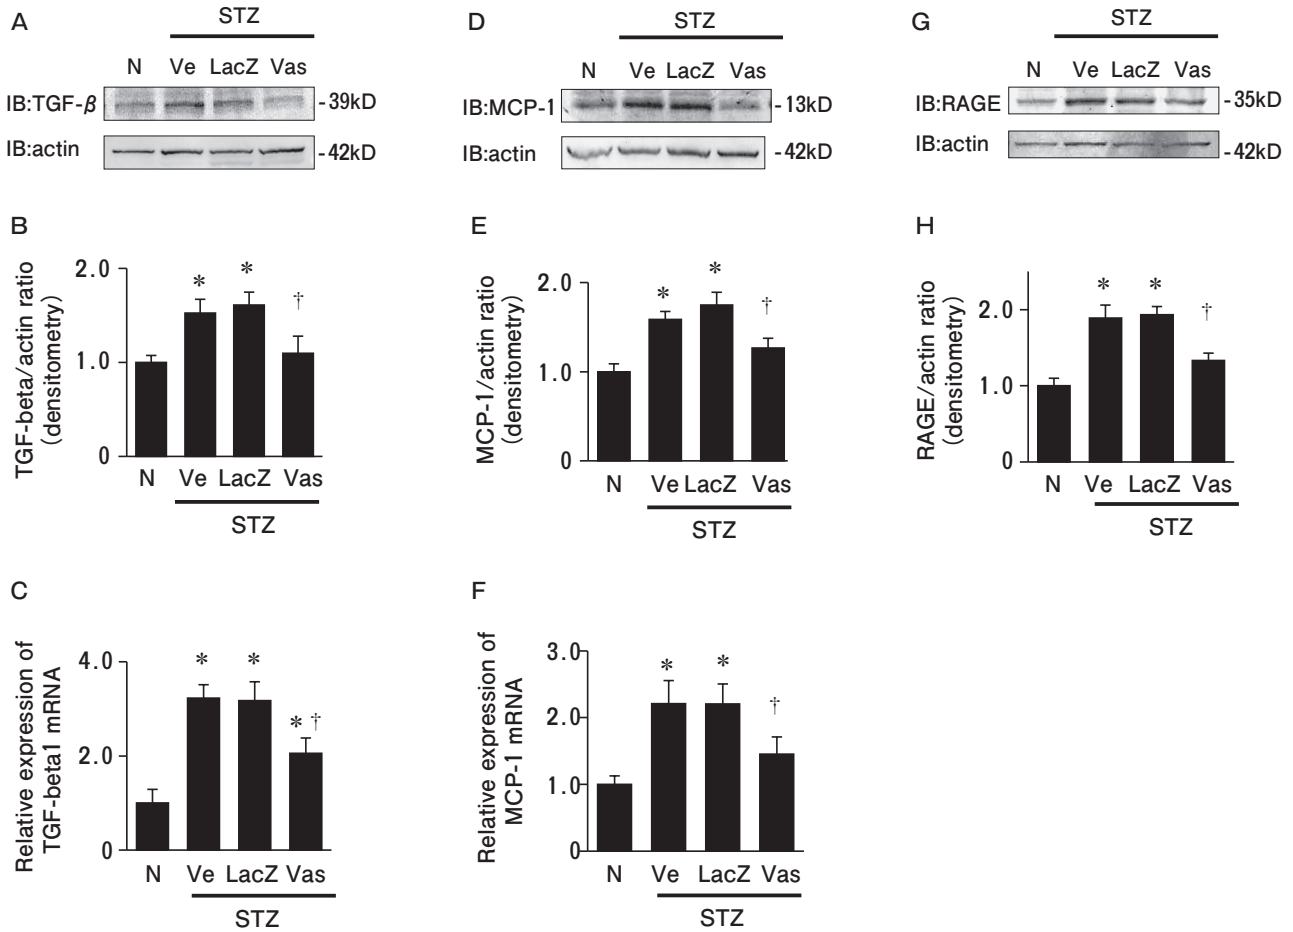 A
STZ
N Ve LacZ Vas
IB:TGF-β -39kD
IB:actin -42kD
D
STZ
N Ve LacZ Vas
IB:MCP-1 -13kD
IB:actin -42kD
G
STZ
N Ve LacZ Vas
IB:RAGE -35kD
IB:actin -42kD
B
TGF-beta/actin ratio
(densitometry)
2.0
1.0
0
* * †
N Ve LacZ Vas
STZ
E
MCP-1/actin ratio
(densitometry)
2.0
1.0
0
* * †
N Ve LacZ Vas
STZ
H
RAGE/actin ratio
(densitometry)
2.0
1.0
0
* * †
N Ve LacZ Vas
STZ
C
Relative expression of
TGF-beta1 mRNA
4.0
2.0
0
* * * †
N Ve LacZ Vas
STZ
F
Relative expression of
MCP-1 mRNA
3.0
2.0
1.0
0
* * †
N Ve LacZ Vas
STZ